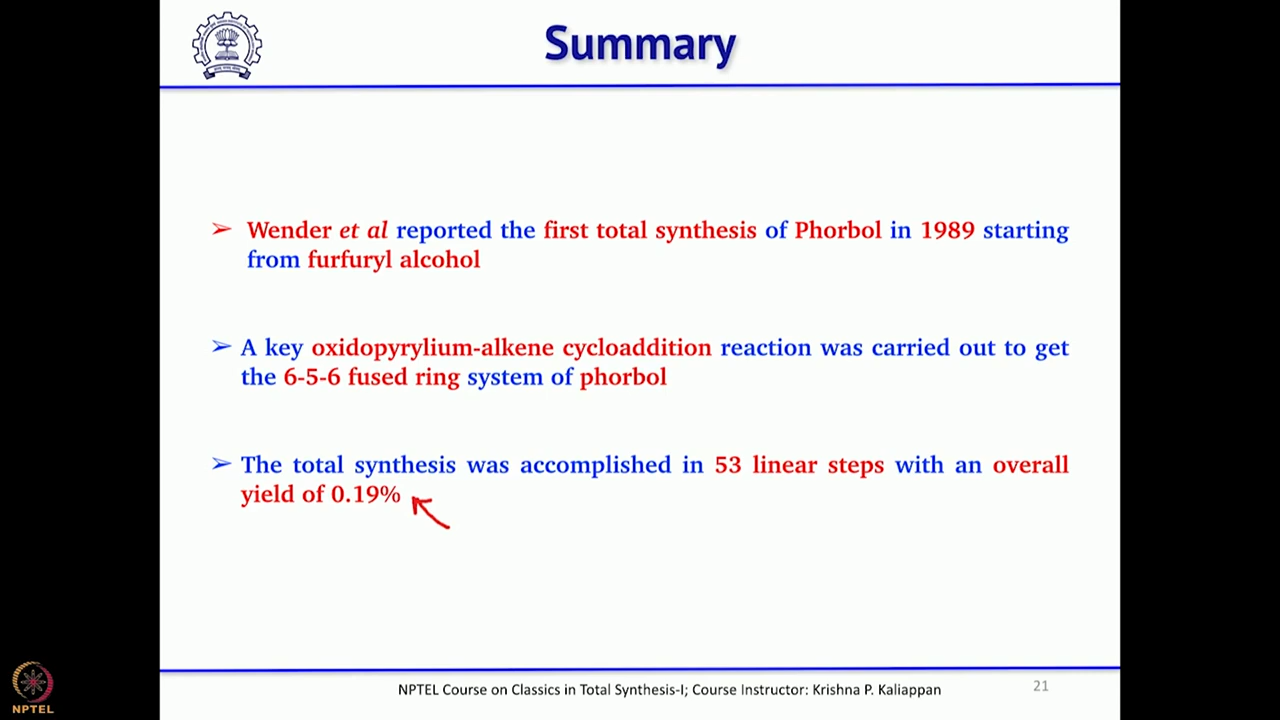 Summary
➢ Wender et al reported the first total synthesis of Phorbol in 1989 starting
from furfuryl alcohol
➢ A key oxidopyrylium-alkene cycloaddition reaction was carried out to get
the 6-5-6 fused ring system of phorbol
➢ The total synthesis was accomplished in 53 linear steps with an overall
yield of 0.19%
NPTEL Course on Classics in Total Synthesis-I; Course Instructor: Krishna P. Kaliappan
21
NPTEL